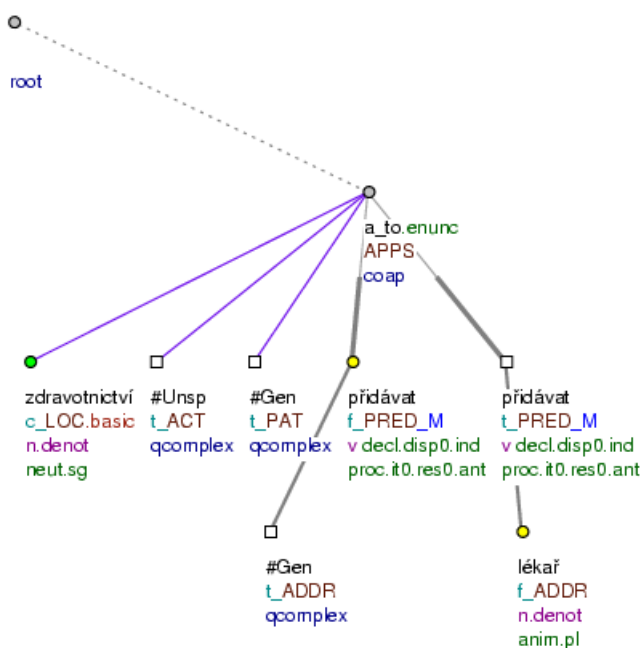 root
a_to.enunc
APPS
coap
zdravotnictví
c_LOC.basic
n.denot
neut.sg
#Unsp
t_ACT
qcomplex
#Gen
t_PAT
qcomplex
přidávat
f_PRED_M
v decl.disp0.ind
proc.it0.res0.ant
přidávat
t_PRED_M
v decl.disp0.ind
proc.it0.res0.ant
#Gen
t_ADDR
qcomplex
lékař
f_ADDR
n.denot
anim.pl